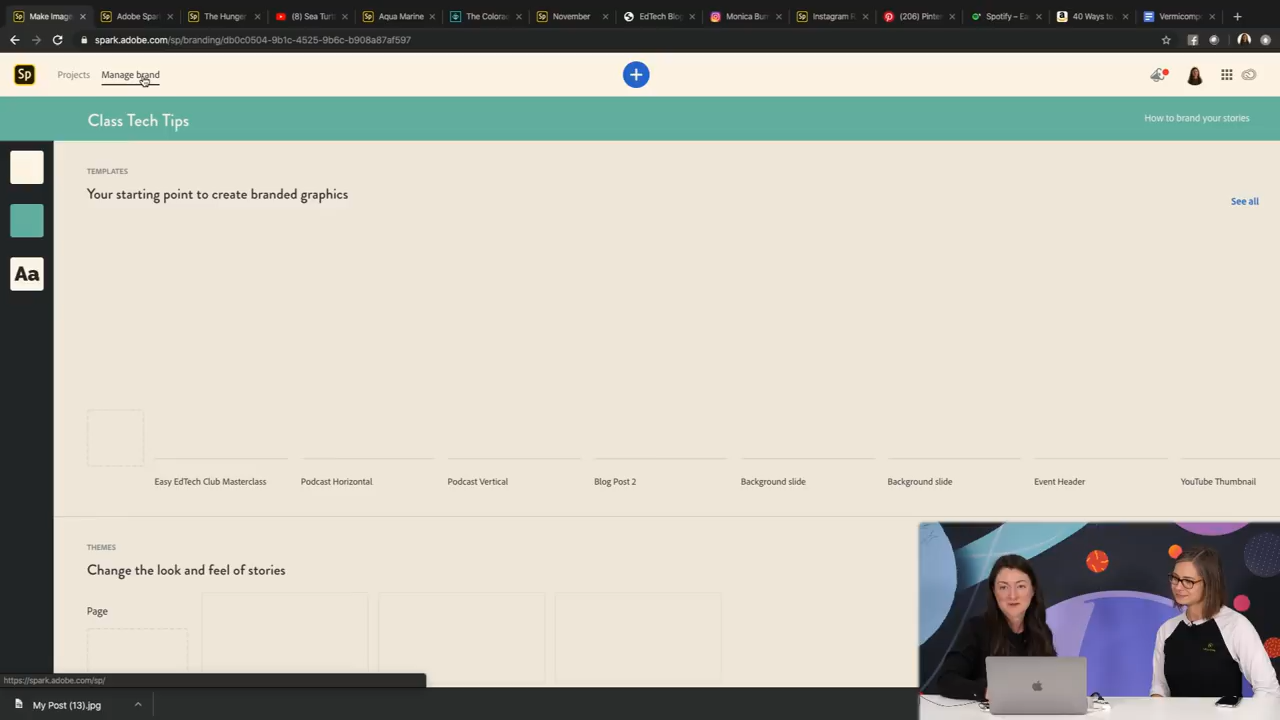 Make Image
Adobe Spar
The Hunger
(8) Sea Tur
Aqua Marine
The Colora
November
EdTech Blo
Monica Bur
Instagram R
(206) Pinter
Spotify – Ea
40 Ways to
Vermicomp
spark.adobe.com/sp/branding/db0c0504-9b1c-4525-9b6c-b908a87af597
Sp
Projects
Manage brand
Class Tech Tips
How to brand your stories
TEMPLATES
Your starting point to create branded graphics
See all
Aa
Easy EdTech Club Masterclass
Podcast Horizontal
Podcast Vertical
Blog Post 2
Background slide
Background slide
Event Header
YouTube Thumbnail
THEMES
Change the look and feel of stories
Page
https://spark.adobe.com/sp/
My Post (13).jpg